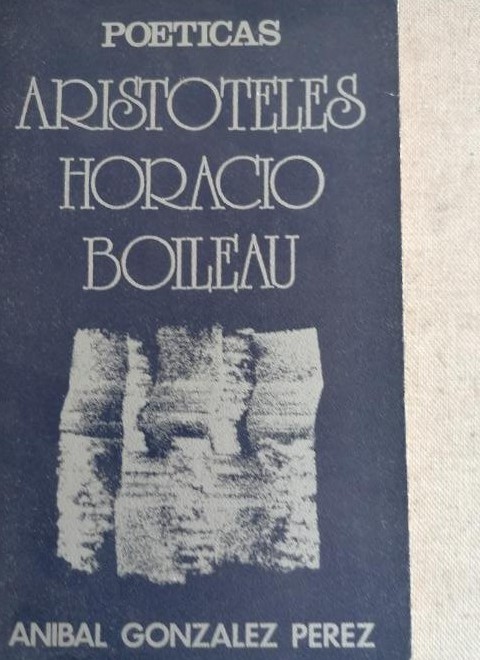 POETICAS
ARISTOTELES
HORACIO
BOILEAU
ANIBAL GONZALEZ PEREZ